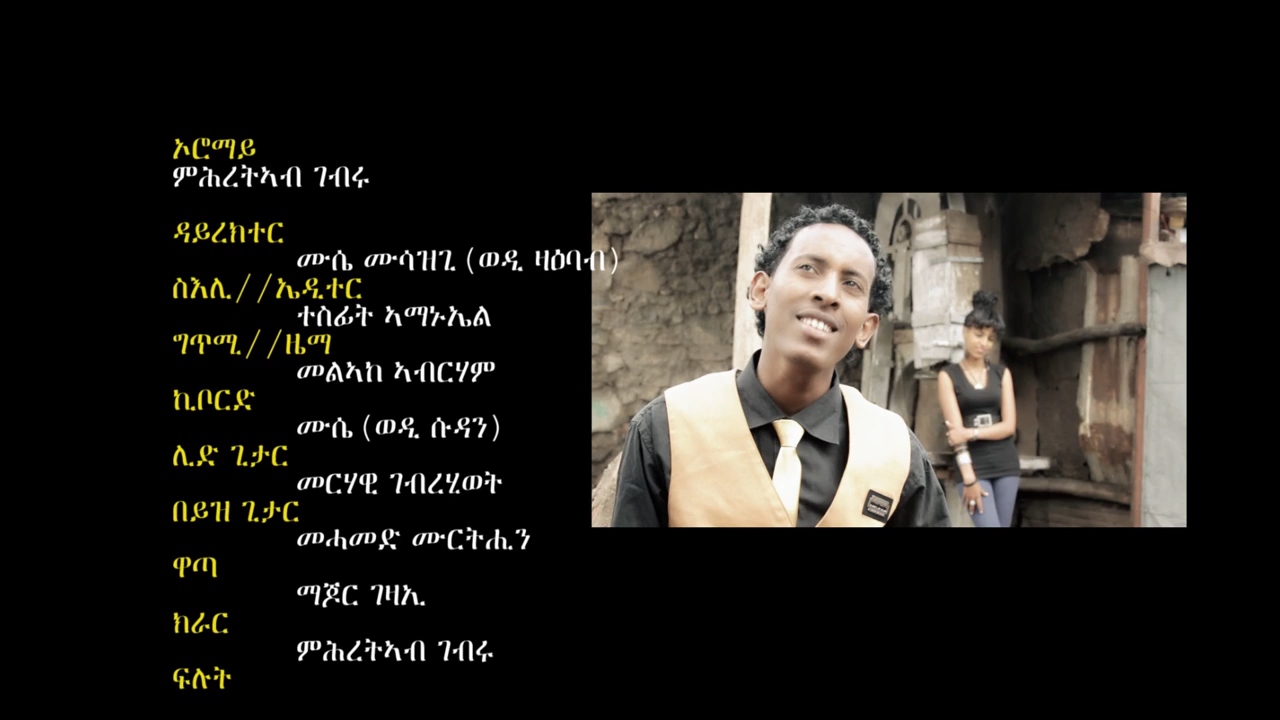 ኦሮማይ
ምሕረትኣብ ገብሩ
ዳይረክተር
ሙሴ ሙሳዝጊ (ወዲ ዛዕባብ)
ስእሊ//ኤዲተር
ተስፊት ኣማኑኤል
ግጥሚ//ዜማ
መልኣከ ኣብርሃም
ኪቦርድ
ሙሴ (ወዲ ሱዳን)
ሊድ ጊታር
መርሃዊ ገብረሂወት
በይዝ ጊታር
መሓመድ ሙርትሒን
ዋጣ
ማጆር ገዛኢ
ክራር
ምሕረትኣብ ገብሩ
ፍሉት